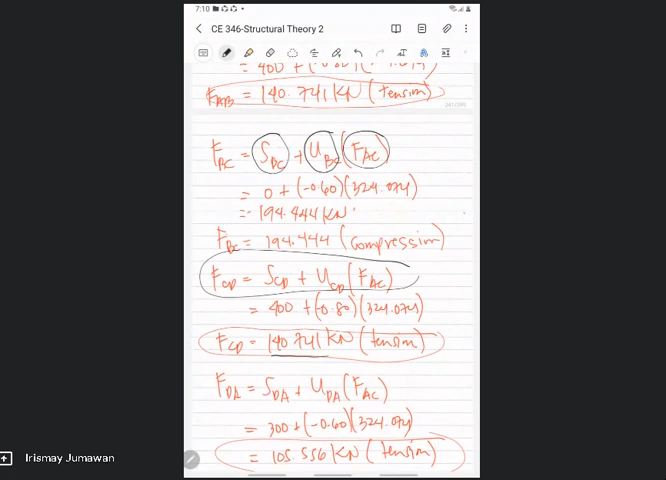 7:10
CE 346-Structural Theory 2
= 400 + (-0.80)
F_AB = 140.741 KN (tension)
F_BC = S_BC + U_BC (F_AC)
= 0 + (-0.60)(324.074)
= -194.444 KN
F_BC = 194.444 (compression)
F_CD = S_CD + U_CD (F_AC)
= 400 + (-0.80)(324.074)
F_CD = 140.741 KN (tension)
F_DA = S_DA + U_DA (F_AC)
= 300 + (-0.60)(324.074)
= 105.556 KN (tension)
Irismay Jumawan